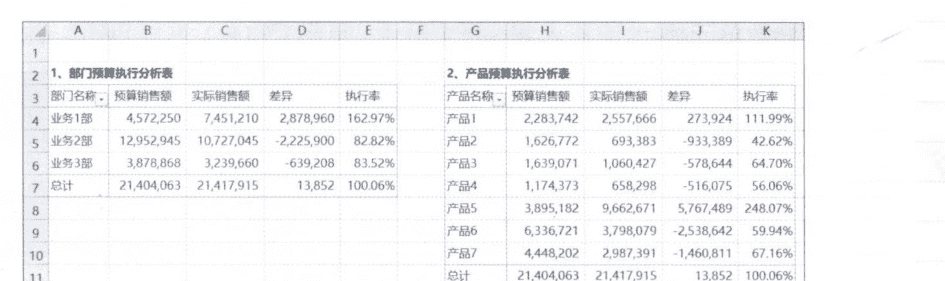 A B C D E F G H I J K
1
2 1、部门预算执行分析表 2、产品预算执行分析表
3 部门名称 预算销售额 实际销售额 差异 执行率 产品名称 预算销售额 实际销售额 差异 执行率
4 业务1部 4,572,250 7,451,210 2,878,960 162.97% 产品1 2,283,742 2,557,666 273,924 111.99%
5 业务2部 12,952,945 10,727,045 -2,225,900 82.82% 产品2 1,626,772 693,383 -933,389 42.62%
6 业务3部 3,878,868 3,239,660 -639,208 83.52% 产品3 1,639,071 1,060,427 -578,644 64.70%
7 总计 21,404,063 21,417,915 13,852 100.06% 产品4 1,174,373 658,298 -516,075 56.06%
8 产品5 3,895,182 9,662,671 5,767,489 248.07%
9 产品6 6,336,721 3,798,079 -2,538,642 59.94%
10 产品7 4,448,202 2,987,391 -1,460,811 67.16%
11 总计 21,404,063 21,417,915 13,852 100.06%